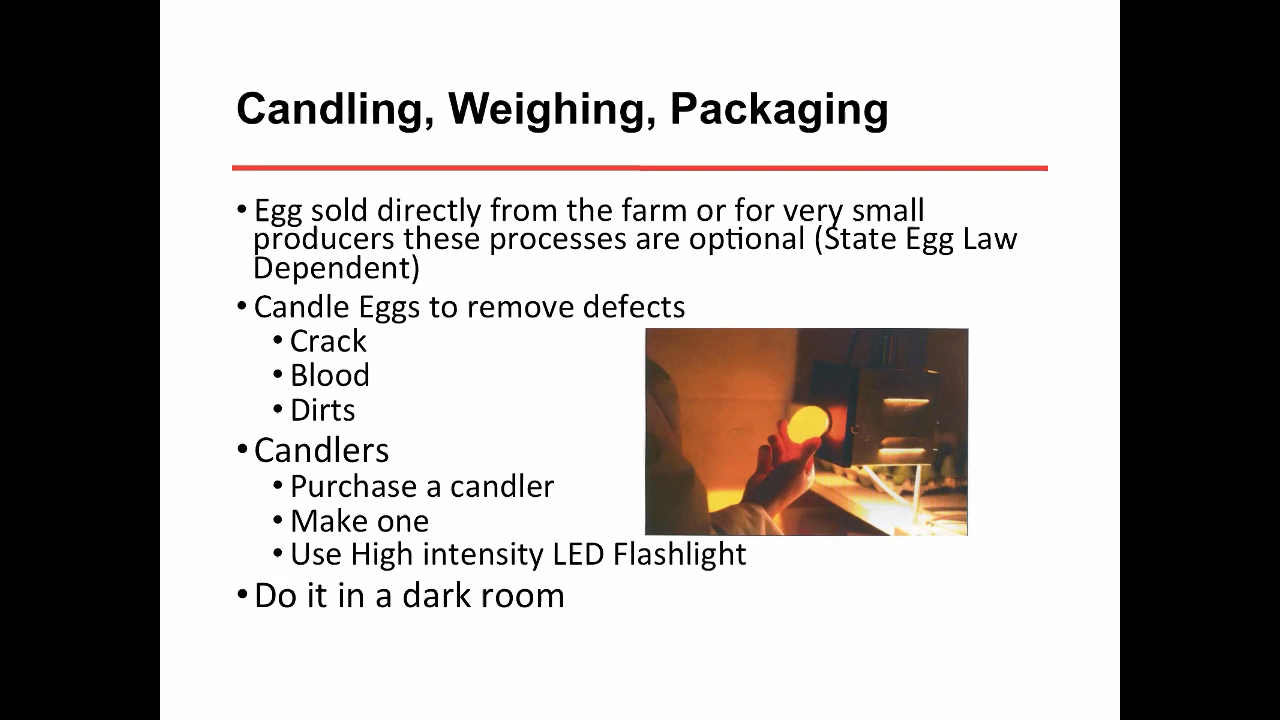 Candling, Weighing, Packaging
• Egg sold directly from the farm or for very small
producers these processes are optional (State Egg Law
Dependent)
• Candle Eggs to remove defects
• Crack
• Blood
• Dirts
• Candlers
• Purchase a candler
• Make one
• Use High intensity LED Flashlight
• Do it in a dark room